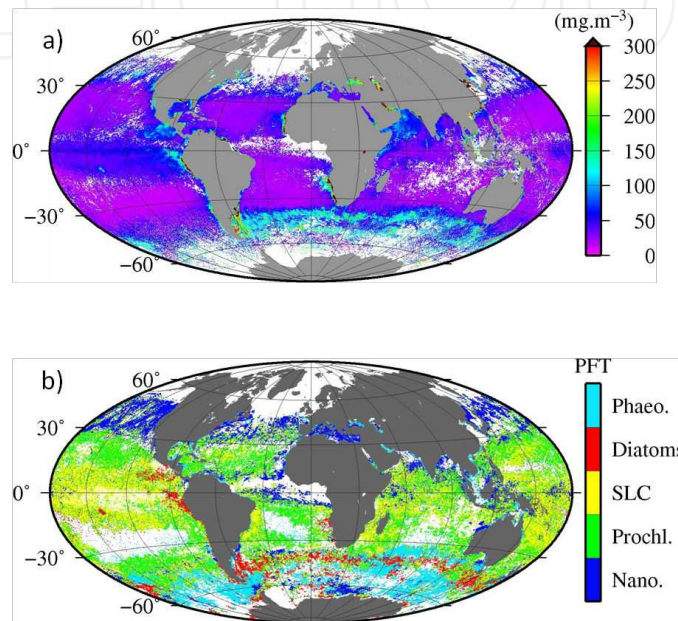 (mg.m⁻³)
a)
300
250
200
150
100
50
0
60°
30°
0°
−30°
−60°
b)
PFT
Phaeo.
Diatoms
SLC
Prochl.
Nano.
60°
30°
0°
−30°
−60°